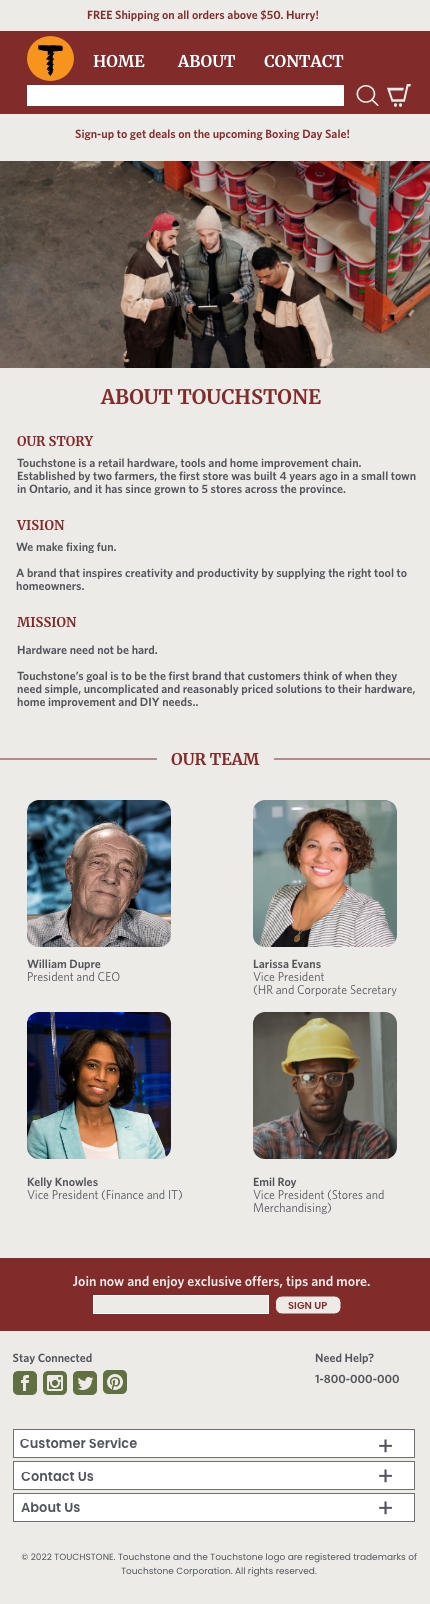 FREE Shipping on all orders above $50. Hurry!
HOME ABOUT CONTACT
Sign-up to get deals on the upcoming Boxing Day Sale!
ABOUT TOUCHSTONE
OUR STORY
Touchstone is a retail hardware, tools and home improvement chain.
Established by two farmers, the first store was built 4 years ago in a small town
in Ontario, and it has since grown to 5 stores across the province.
VISION
We make fixing fun.
A brand that inspires creativity and productivity by supplying the right tool to
homeowners.
MISSION
Hardware need not be hard.
Touchstone's goal is to be the first brand that customers think of when they
need simple, uncomplicated and reasonably priced solutions to their hardware,
home improvement and DIY needs..
OUR TEAM
William Dupre
President and CEO
Larissa Evans
Vice President
(HR and Corporate Secretary
Kelly Knowles
Vice President (Finance and IT)
Emil Roy
Vice President (Stores and
Merchandising)
Join now and enjoy exclusive offers, tips and more.
SIGN UP
Stay Connected
Need Help?
1-800-000-000
Customer Service
Contact Us
About Us
© 2022 TOUCHSTONE. Touchstone and the Touchstone logo are registered trademarks of
Touchstone Corporation. All rights reserved.